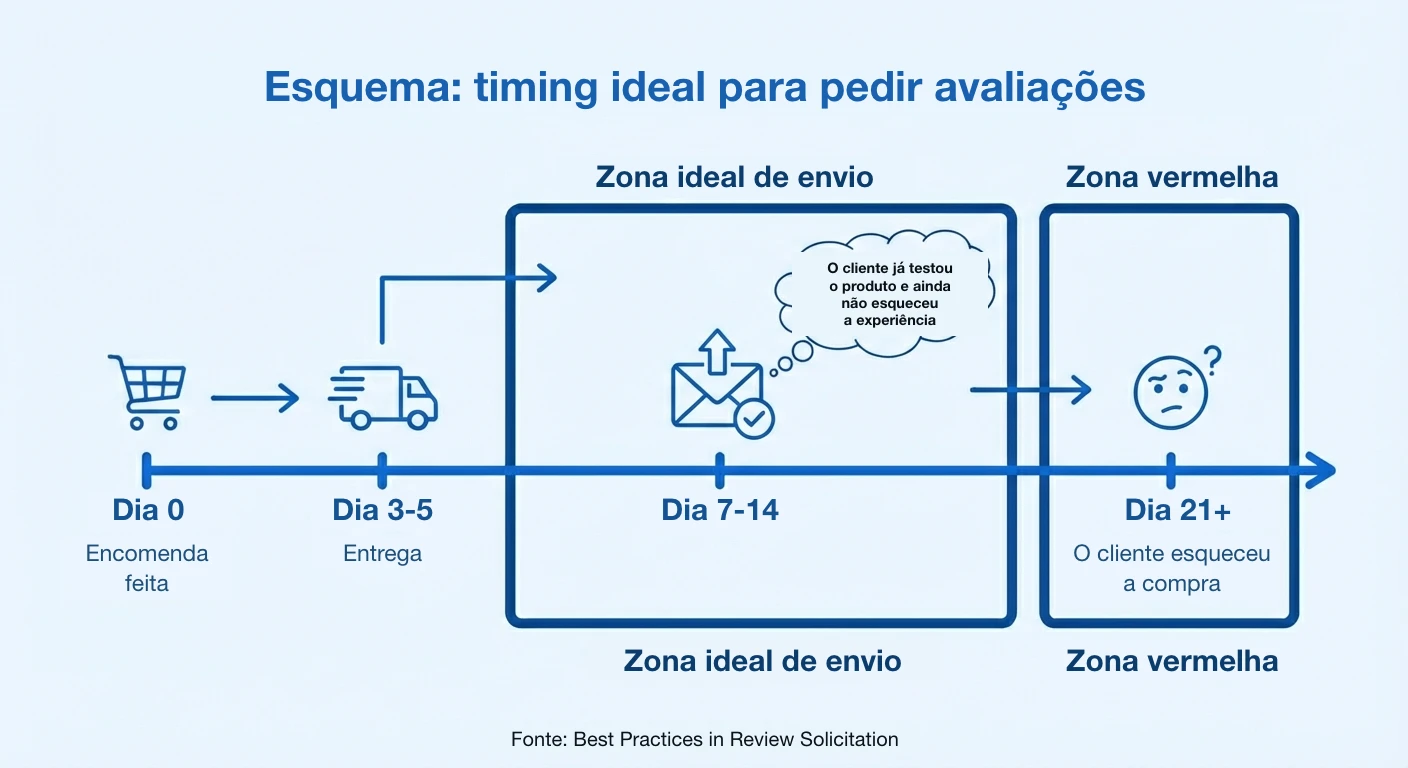 Esquema: timing ideal para pedir avaliações
Zona ideal de envio
Zona vermelha
O cliente já testou
o produto e ainda
não esqueceu
a experiência
?
Dia 0
Dia 3-5
Dia 7-14
Dia 21+
Encomenda
feita
Entrega
O cliente esqueceu
a compra
Zona ideal de envio
Zona vermelha
Fonte: Best Practices in Review Solicitation